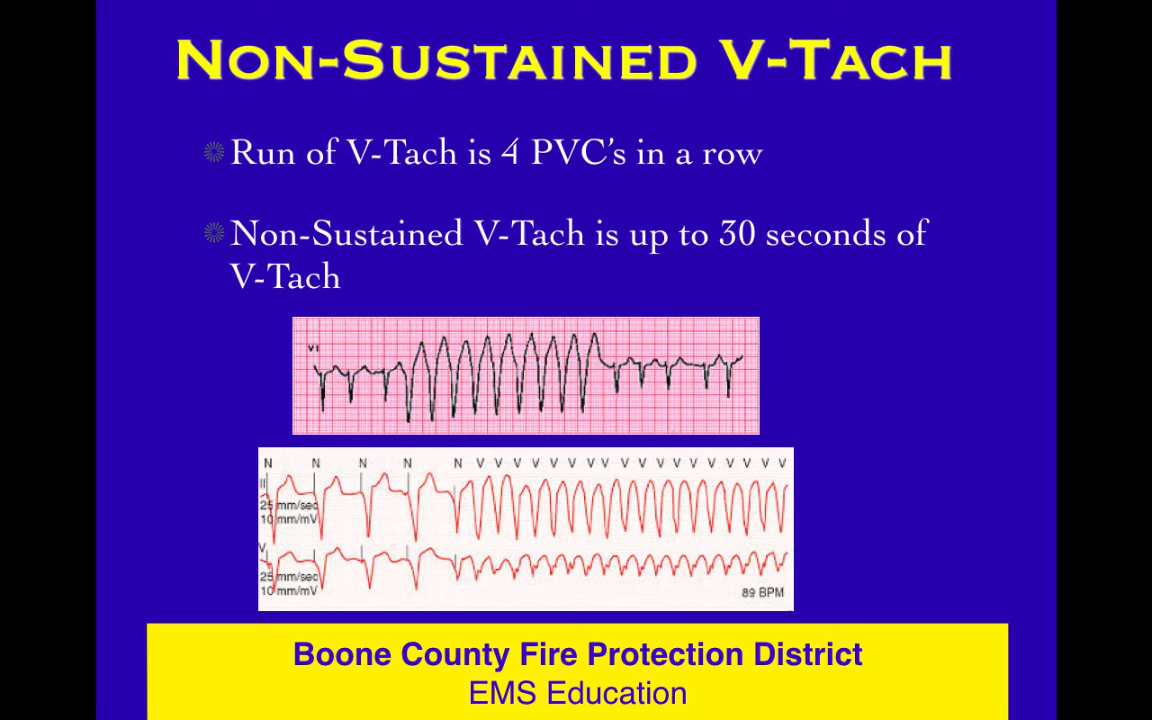 Non-Sustained V-Tach
Run of V-Tach is 4 PVC's in a row
Non-Sustained V-Tach is up to 30 seconds of
V-Tach
V1
N N N N N V V V V V V V V V V V V V V V V V
II
25 mm/sec
10 mm/mV
V
25 mm/sec
10 mm/mV
89 BPM
Boone County Fire Protection District
EMS Education